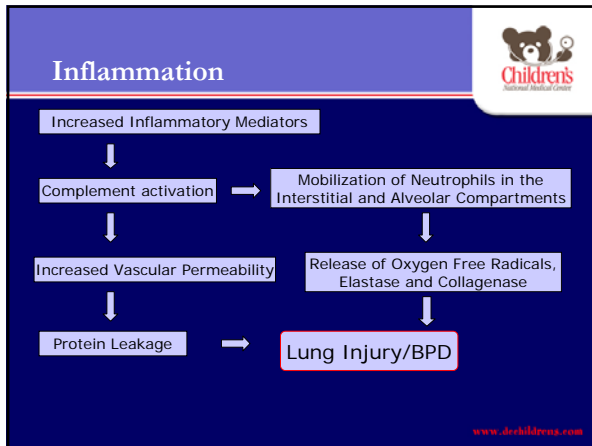 Inflammation
Children's
National Medical Center
Increased Inflammatory Mediators
Complement activation
Mobilization of Neutrophils in the
Interstitial and Alveolar Compartments
Increased Vascular Permeability
Release of Oxygen Free Radicals,
Elastase and Collagenase
Protein Leakage
Lung Injury/BPD
www.dcchildrens.com